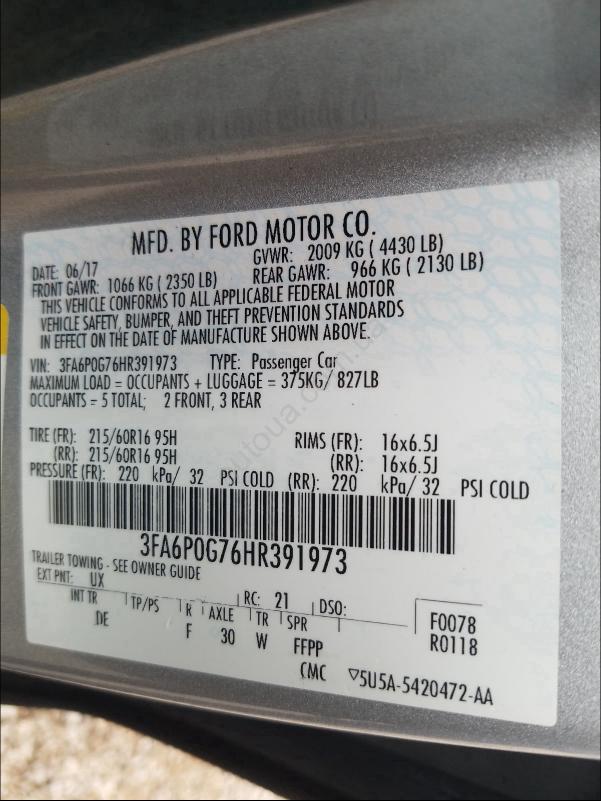 MFD. BY FORD MOTOR CO.
DATE: 06/17 GVWR: 2009 KG ( 4430 LB)
FRONT GAWR: 1066 KG ( 2350 LB) REAR GAWR: 966 KG ( 2130 LB)
THIS VEHICLE CONFORMS TO ALL APPLICABLE FEDERAL MOTOR
VEHICLE SAFETY, BUMPER, AND THEFT PREVENTION STANDARDS
IN EFFECT ON THE DATE OF MANUFACTURE SHOWN ABOVE.
VIN: 3FA6P0G76HR391973 TYPE: Passenger Car
MAXIMUM LOAD = OCCUPANTS + LUGGAGE = 375KG/ 827LB
OCCUPANTS = 5 TOTAL; 2 FRONT, 3 REAR
TIRE (FR): 215/60R16 95H RIMS (FR): 16x6.5J
(RR): 215/60R16 95H (RR): 16x6.5J
PRESSURE (FR): 220 kPa/ 32 PSI COLD (RR): 220 kPa/ 32 PSI COLD
3FA6P0G76HR391973
TRAILER TOWING - SEE OWNER GUIDE
EXT PNT: UX RC: 21 DSO:
INT TR TP/PS R AXLE TR SPR F0078
DE F 30 W FFPP R0118
CMC ▽5U5A-5420472-AA